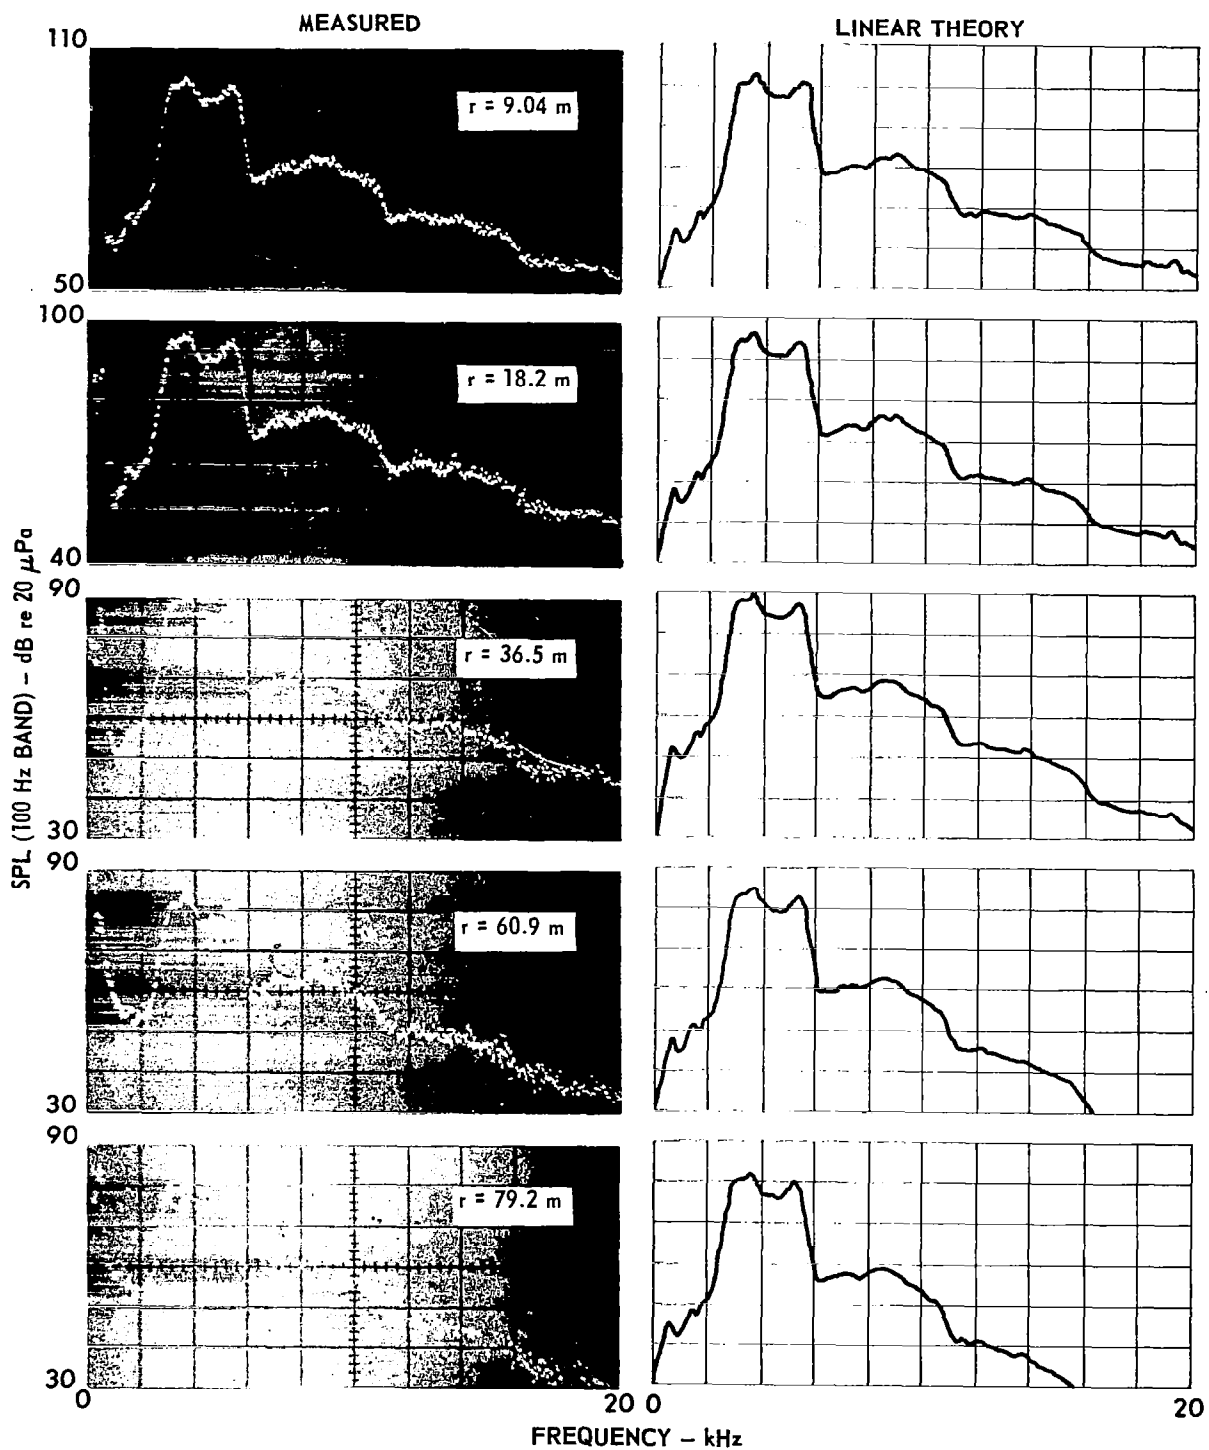 MEASURED
LINEAR THEORY
110
r = 9.04 m
50
100
r = 18.2 m
40
90
r = 36.5 m
30
90
r = 60.9 m
30
90
r = 79.2 m
30
0
20
0
20
SPL (100 Hz BAND) – dB re 20 μPa
FREQUENCY – kHz